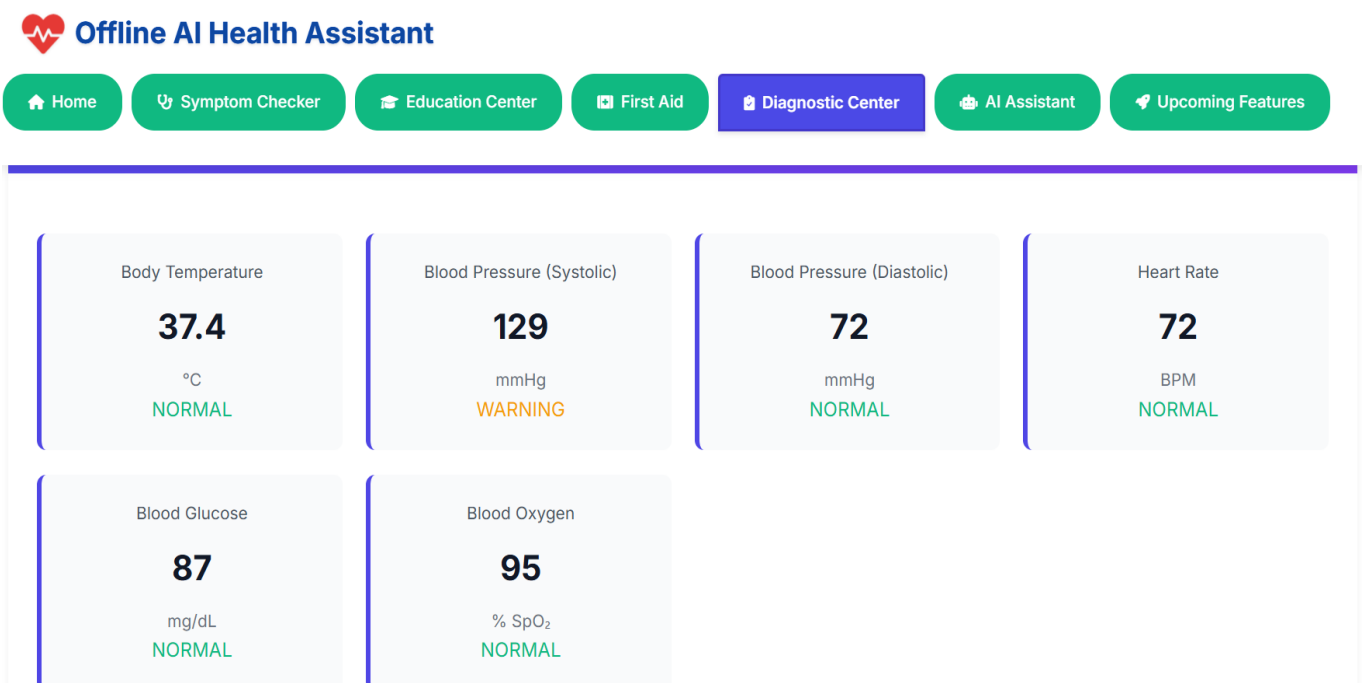 Offline AI Health Assistant
Home
Symptom Checker
Education Center
First Aid
Diagnostic Center
AI Assistant
Upcoming Features
Body Temperature
37.4
°C
NORMAL
Blood Pressure (Systolic)
129
mmHg
WARNING
Blood Pressure (Diastolic)
72
mmHg
NORMAL
Heart Rate
72
BPM
NORMAL
Blood Glucose
87
mg/dL
NORMAL
Blood Oxygen
95
% SpO₂
NORMAL